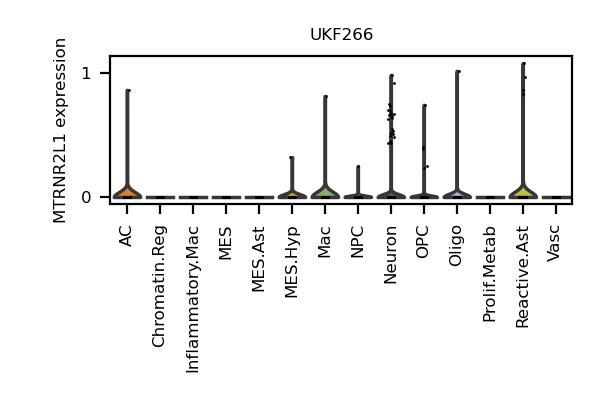 UKF266
MTRNR2L1 expression
1
0
AC
Chromatin.Reg
Inflammatory.Mac
MES
MES.Ast
MES.Hyp
Mac
NPC
Neuron
OPC
Oligo
Prolif.Metab
Reactive.Ast
Vasc